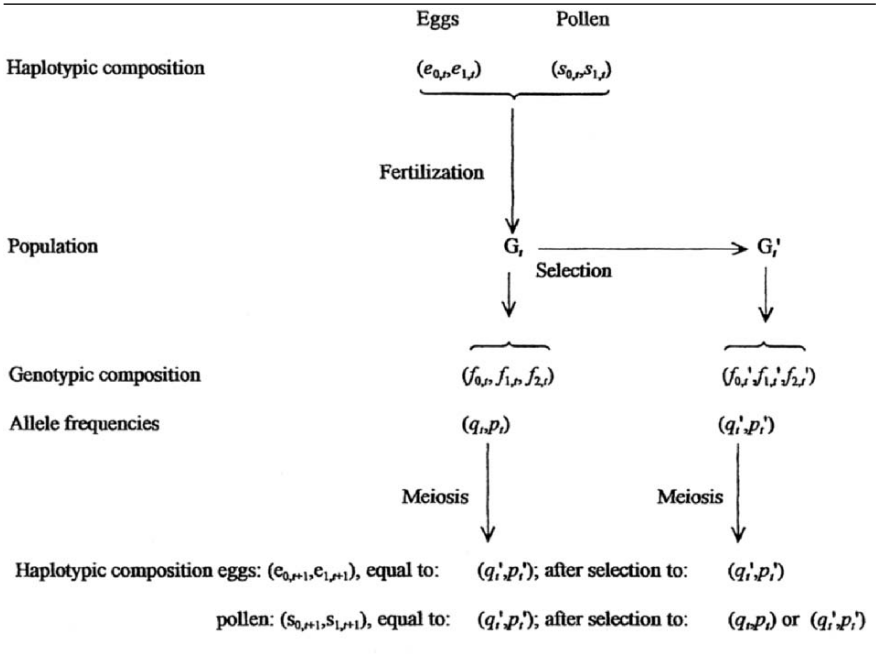 Eggs Pollen
Haplotypic composition (e0,t,e1,t) (s0,t,s1,t)
Fertilization
Population Gt Gt'
Selection
Genotypic composition (f0,t, f1,t, f2,t) (f0,t',f1,t',f2,t')
Allele frequencies (qt,pt) (qt',pt')
Meiosis Meiosis
Haplotypic composition eggs: (e0,t+1,e1,t+1), equal to: (qt',pt'); after selection to: (qt',pt')
pollen: (s0,t+1,s1,t+1), equal to: (qt',pt'); after selection to: (qt,pt) or (qt',pt')